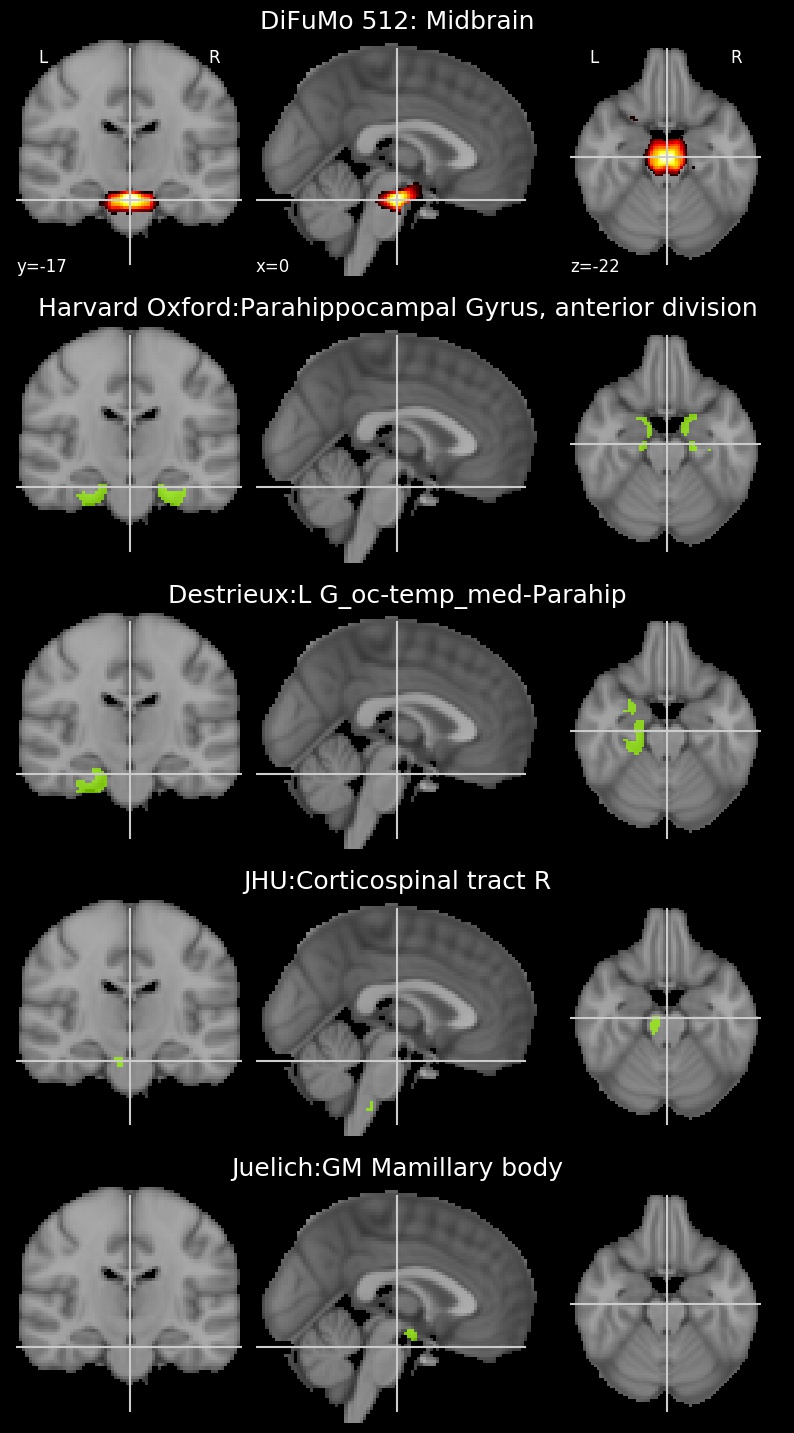 DiFuMo 512: Midbrain
L R L R
y=-17 x=0 z=-22
Harvard Oxford:Parahippocampal Gyrus, anterior division
Destrieux:L G_oc-temp_med-Parahip
JHU:Corticospinal tract R
Juelich:GM Mamillary body